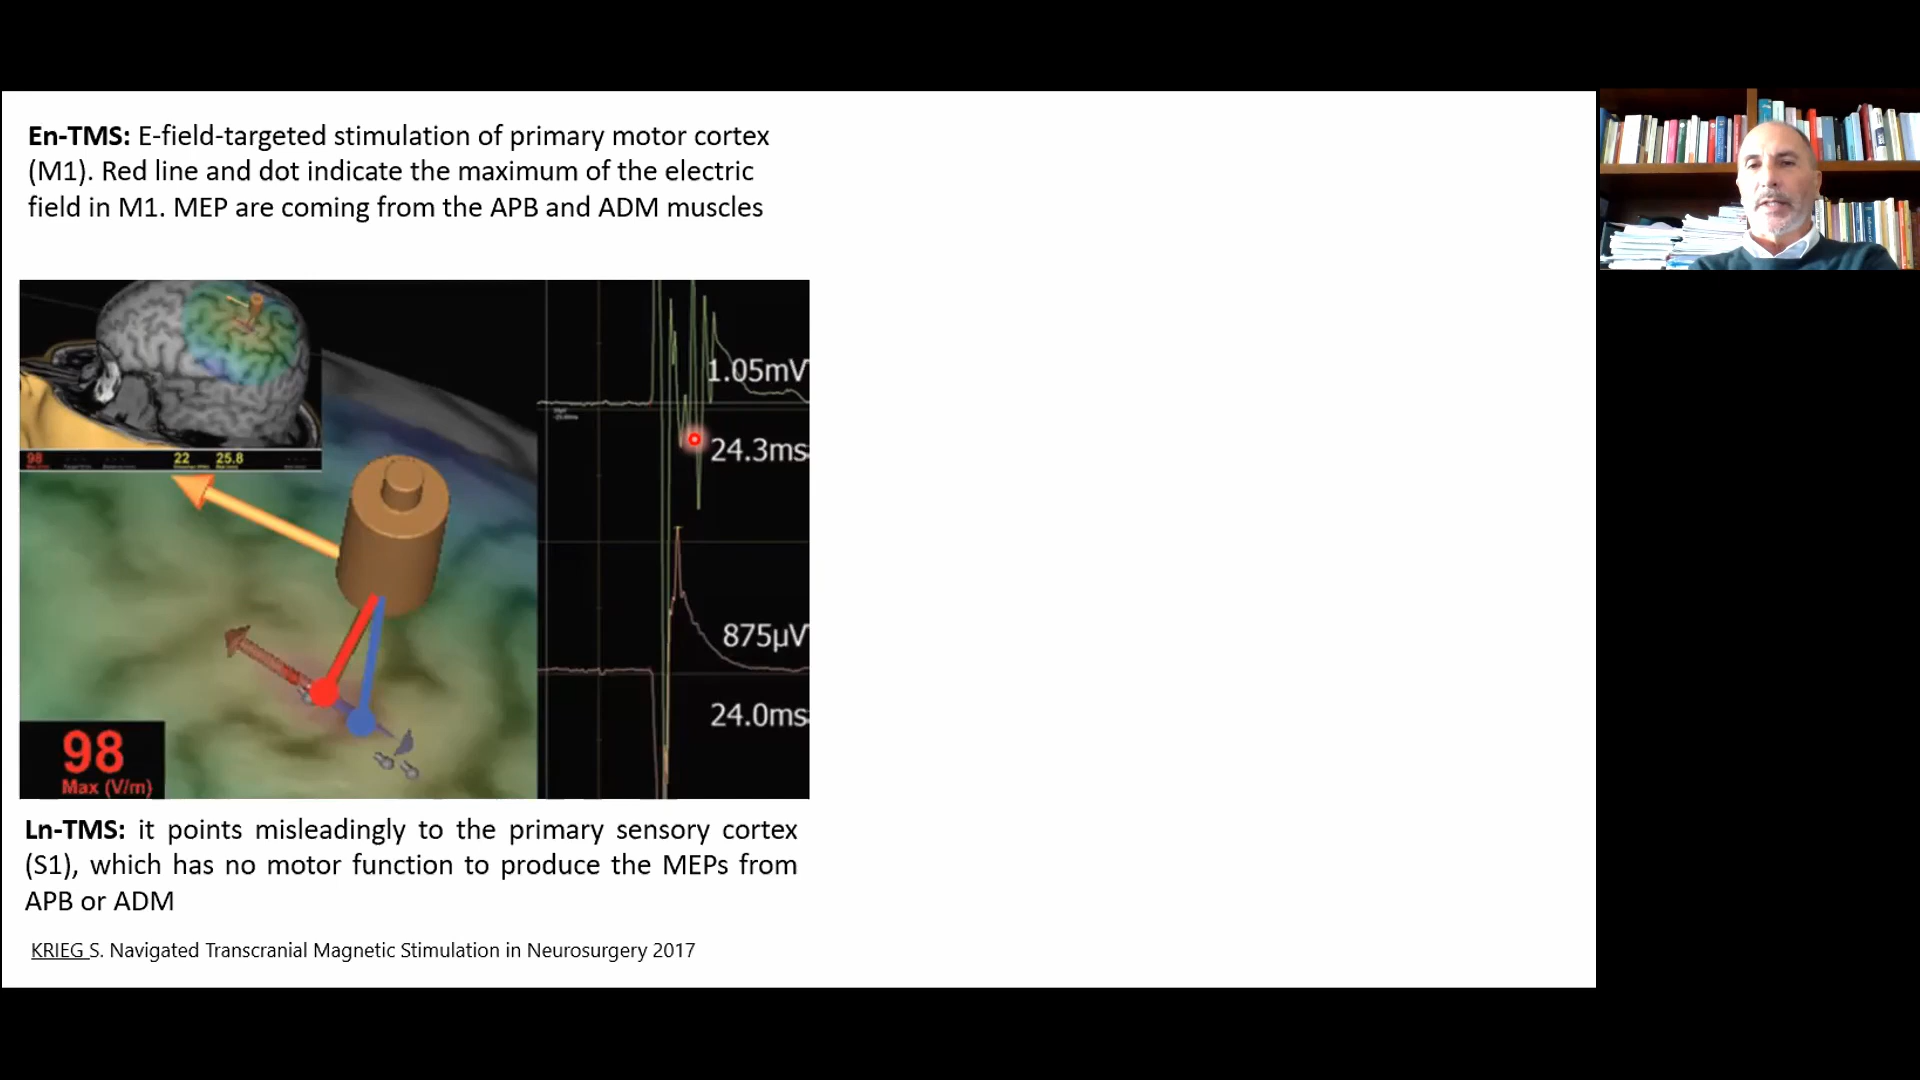 En-TMS: E-field-targeted stimulation of primary motor cortex
(M1). Red line and dot indicate the maximum of the electric
field in M1. MEP are coming from the APB and ADM muscles
1.05mV
24.3ms
98
22
25.8
875µV
24.0ms
98
Max (V/m)
Ln-TMS: it points misleadingly to the primary sensory cortex
(S1), which has no motor function to produce the MEPs from
APB or ADM
KRIEG S. Navigated Transcranial Magnetic Stimulation in Neurosurgery 2017